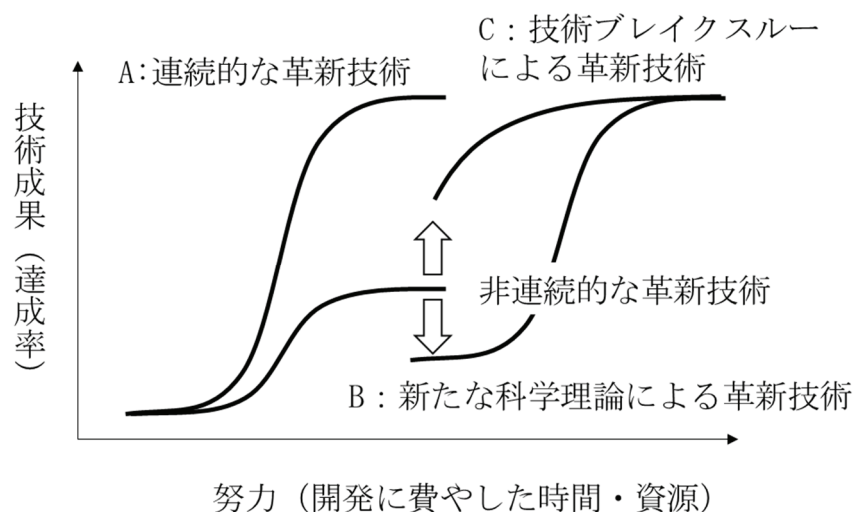 C：技術ブレイクスルー
による革新技術
A:連続的な革新技術
技術成果（達成率）
非連続的な革新技術
B：新たな科学理論による革新技術
努力（開発に費やした時間・資源）